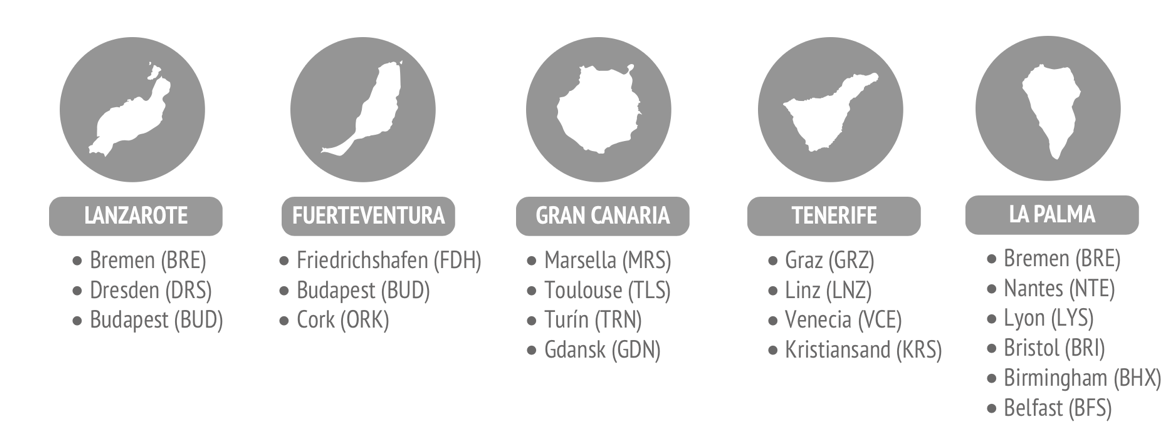 LANZAROTE
• Bremen (BRE)
• Dresden (DRS)
• Budapest (BUD)
FUERTEVENTURA
• Friedrichshafen (FDH)
• Budapest (BUD)
• Cork (ORK)
GRAN CANARIA
• Marsella (MRS)
• Toulouse (TLS)
• Turín (TRN)
• Gdansk (GDN)
TENERIFE
• Graz (GRZ)
• Linz (LNZ)
• Venecia (VCE)
• Kristiansand (KRS)
LA PALMA
• Bremen (BRE)
• Nantes (NTE)
• Lyon (LYS)
• Bristol (BRI)
• Birmingham (BHX)
• Belfast (BFS)